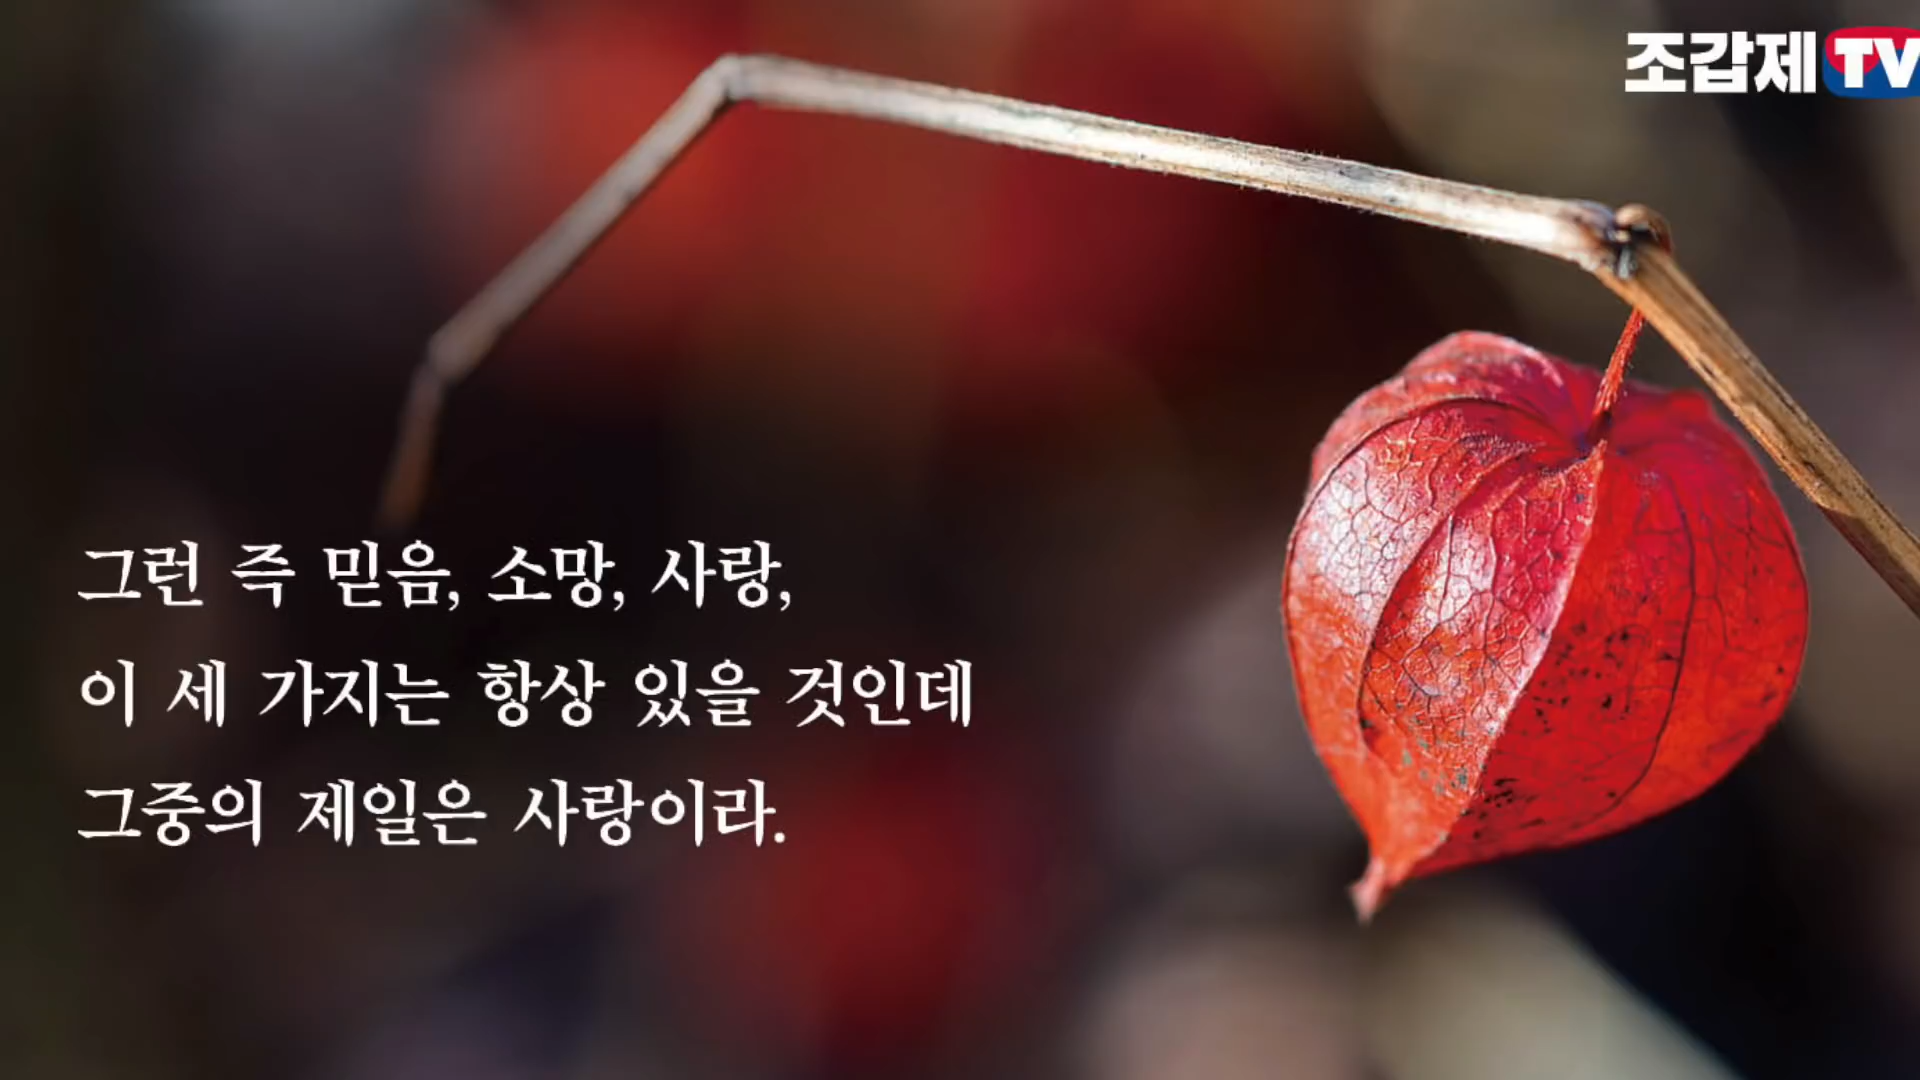 조갑제TV
그런 즉 믿음, 소망, 사랑,
이 세 가지는 항상 있을 것인데
그중의 제일은 사랑이라.